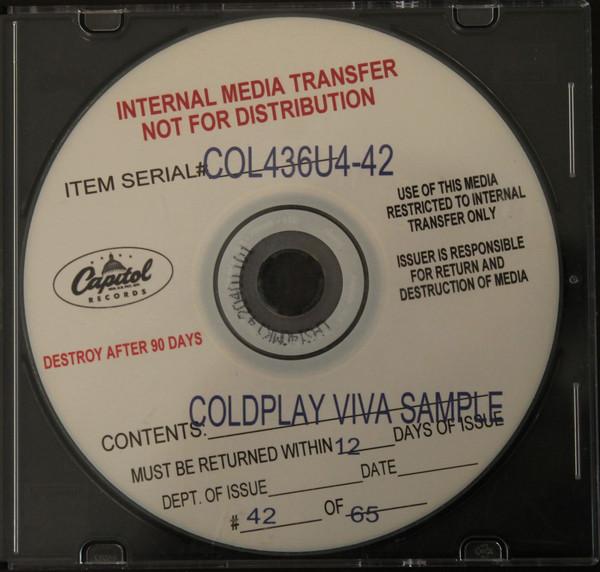 INTERNAL MEDIA TRANSFER
NOT FOR DISTRIBUTION
ITEM SERIAL# COL436U4-42
USE OF THIS MEDIA
RESTRICTED TO INTERNAL
TRANSFER ONLY
Capitol
RECORDS
ISSUER IS RESPONSIBLE
FOR RETURN AND
DESTRUCTION OF MEDIA
DESTROY AFTER 90 DAYS
CONTENTS: COLDPLAY VIVA SAMPLE
MUST BE RETURNED WITHIN 12 DAYS OF ISSUE
DEPT. OF ISSUE DATE
# 42 OF 65